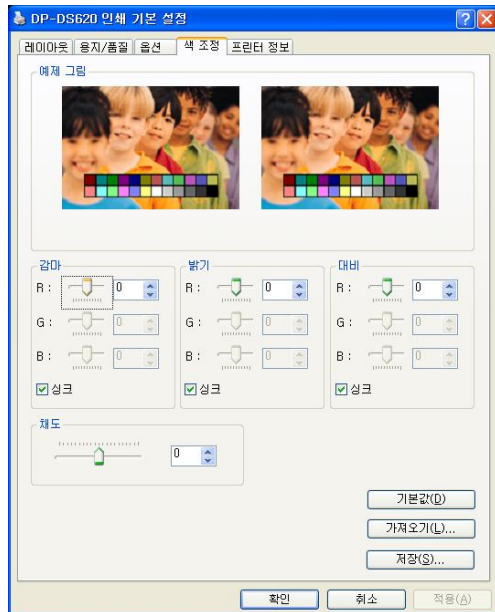 DP-DS620 인쇄 기본 설정
레이아웃 용지/품질 옵션 색 조정 프린터 정보
예제 그림
감마 밝기 대비
R : 0 R : 0 R : 0
G : 0 G : 0 G : 0
B : 0 B : 0 B : 0
싱크 싱크 싱크
채도
0
기본값(D)
가져오기(L)...
저장(S)...
확인 취소 적용(A)